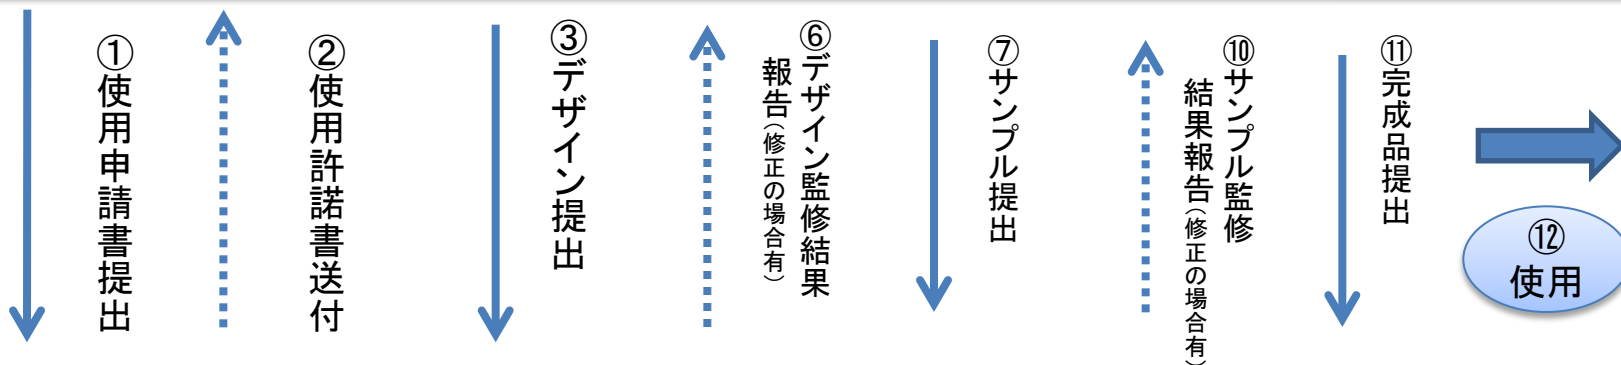 ①使用申請書提出
②使用許諾書送付
③デザイン提出
⑥デザイン監修結果
報告（修正の場合有）
⑦サンプル提出
⑩サンプル監修
結果報告（修正の場合有）
⑪完成品提出
⑫
使用